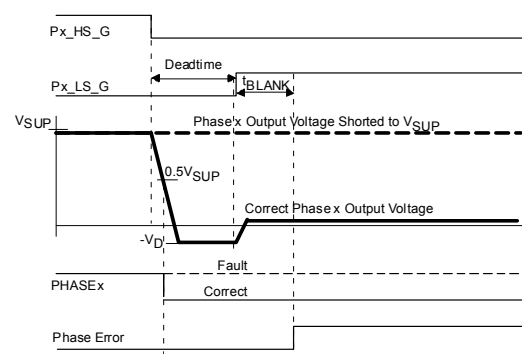 Px_HS_G
Deadtime
Px_LS_G
tBLANK
VSUP
Phase x Output Voltage Shorted to VSUP
0.5VSUP
Correct Phase x Output Voltage
-VD
Fault
PHASEx
Correct
Phase Error